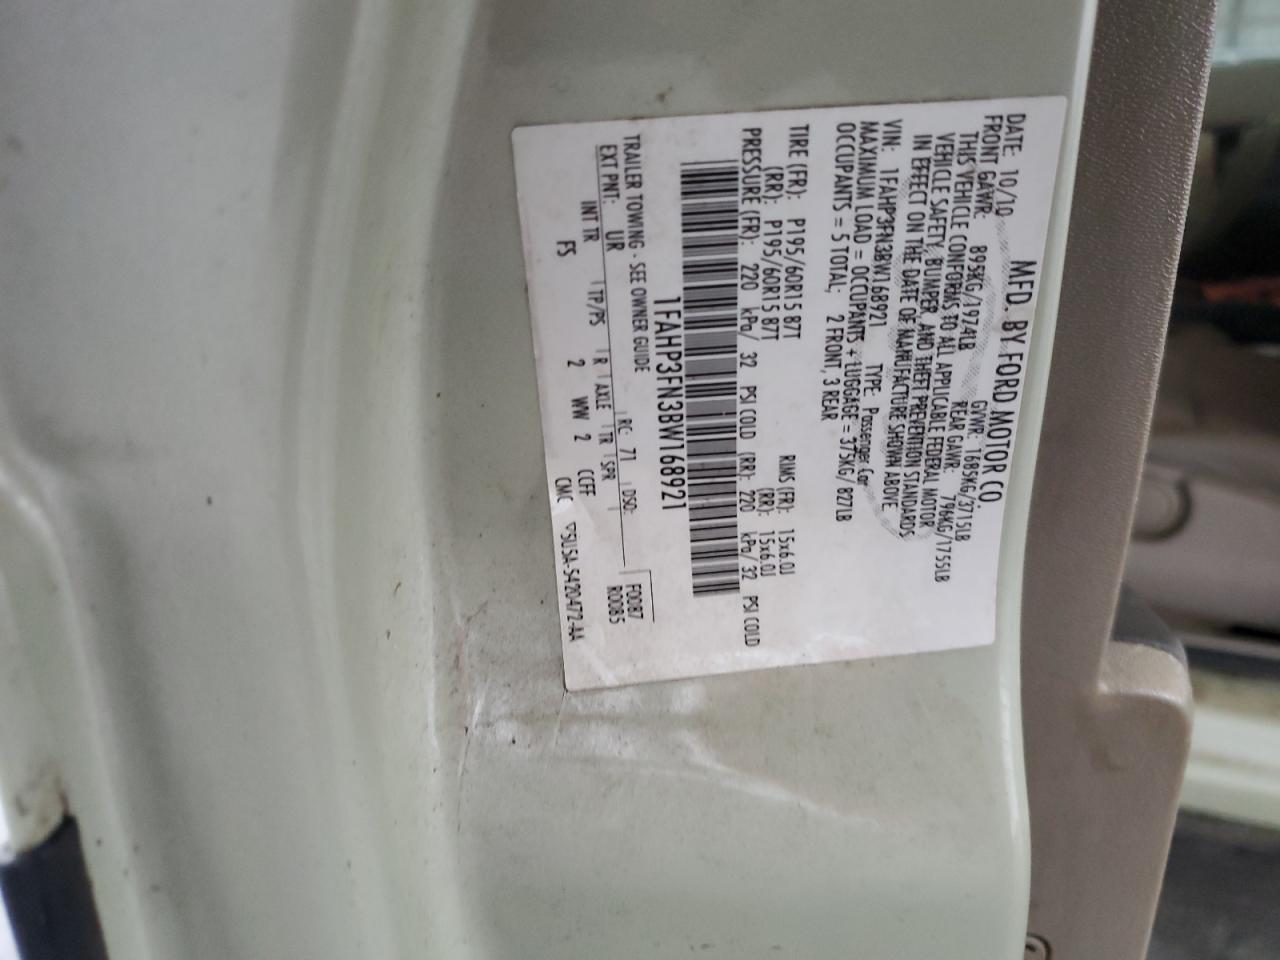 MFD. BY FORD MOTOR CO.
DATE: 10/10 GVWR: 1685KG/3715LB
FRONT GAWR: 895KG/1974LB REAR GAWR: 796KG/1755LB
THIS VEHICLE CONFORMS TO ALL APPLICABLE FEDERAL MOTOR
VEHICLE SAFETY, BUMPER, AND THEFT PREVENTION STANDARDS
IN EFFECT ON THE DATE OF MANUFACTURE SHOWN ABOVE
VIN: 1FAHP3FN3BW168921 TYPE: Passenger Car
MAXIMUM LOAD = OCCUPANTS + LUGGAGE = 375KG/ 827LB
OCCUPANTS = 5 TOTAL; 2 FRONT, 3 REAR
TIRE (FR): P195/60R15 87T RIMS (FR): 15x6.0J
(RR): P195/60R15 87T (RR): 15x6.0J
PRESSURE (FR): 220 kPa/ 32 PSI COLD (RR): 220 kPa/ 32 PSI COLD
1FAHP3FN3BW168921
TRAILER TOWING - SEE OWNER GUIDE
EXT PNT: UR RC: 71 DSO: F0087
INT TR TP/PS R AXLE TR SPR R0085
FS 2 WW 2 CCFF
CMC ▽5U5A-5420472-AA